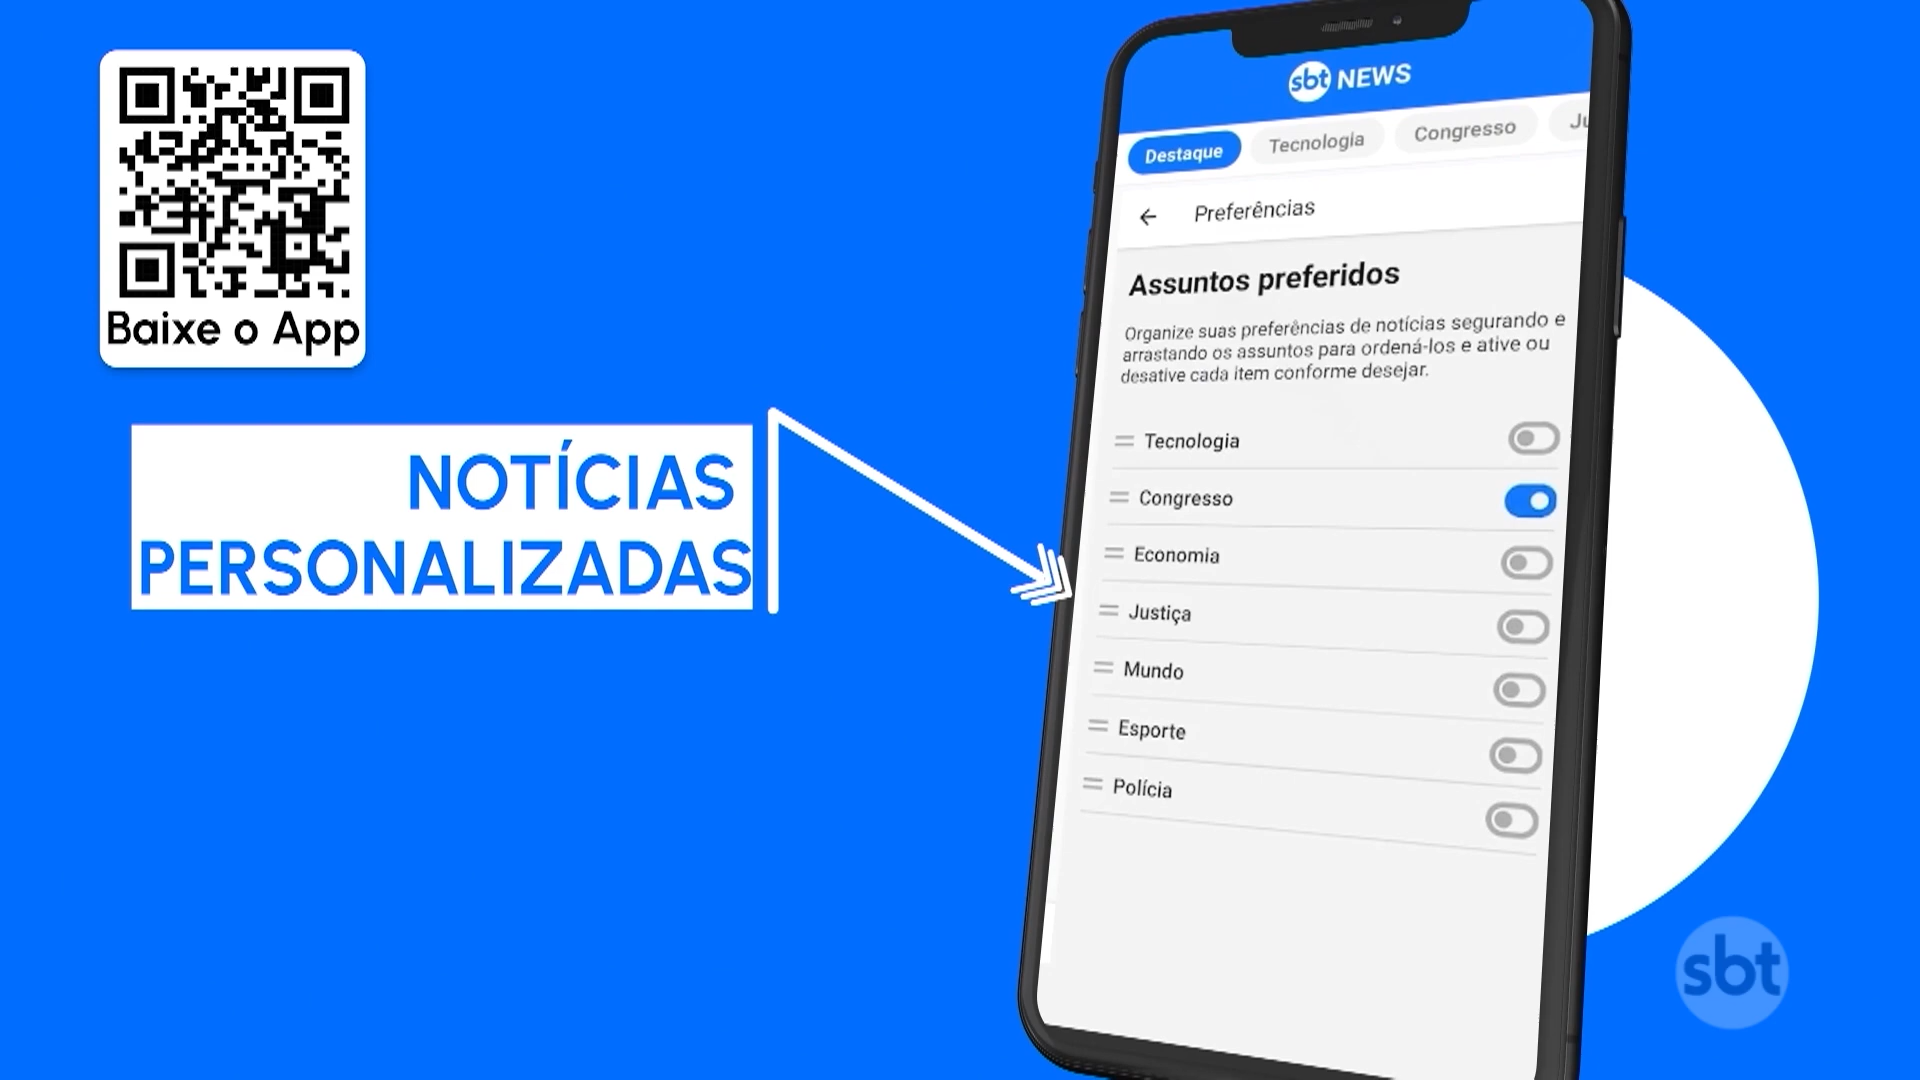 Baixe o App
NOTÍCIAS
PERSONALIZADAS
sbt NEWS
Destaque
Tecnologia
Congresso
Preferências
Assuntos preferidos
Organize suas preferências de notícias segurando e
arrastando os assuntos para ordená-los e ative ou
desative cada item conforme desejar.
Tecnologia
Congresso
Economia
Justiça
Mundo
Esporte
Polícia
sbt